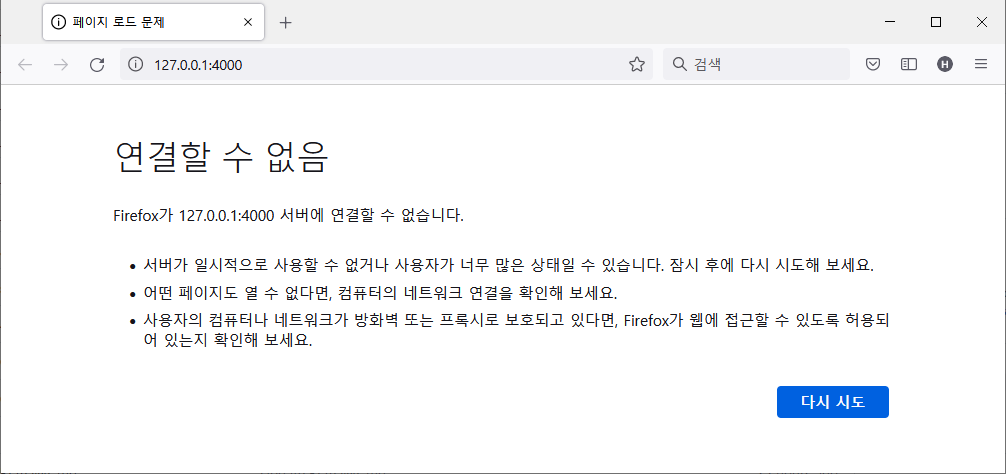 페이지 로드 문제
127.0.0.1:4000
검색
H
연결할 수 없음
Firefox가 127.0.0.1:4000 서버에 연결할 수 없습니다.
• 서버가 일시적으로 사용할 수 없거나 사용자가 너무 많은 상태일 수 있습니다. 잠시 후에 다시 시도해 보세요.
• 어떤 페이지도 열 수 없다면, 컴퓨터의 네트워크 연결을 확인해 보세요.
• 사용자의 컴퓨터나 네트워크가 방화벽 또는 프록시로 보호되고 있다면, Firefox가 웹에 접근할 수 있도록 허용되
어 있는지 확인해 보세요.
다시 시도